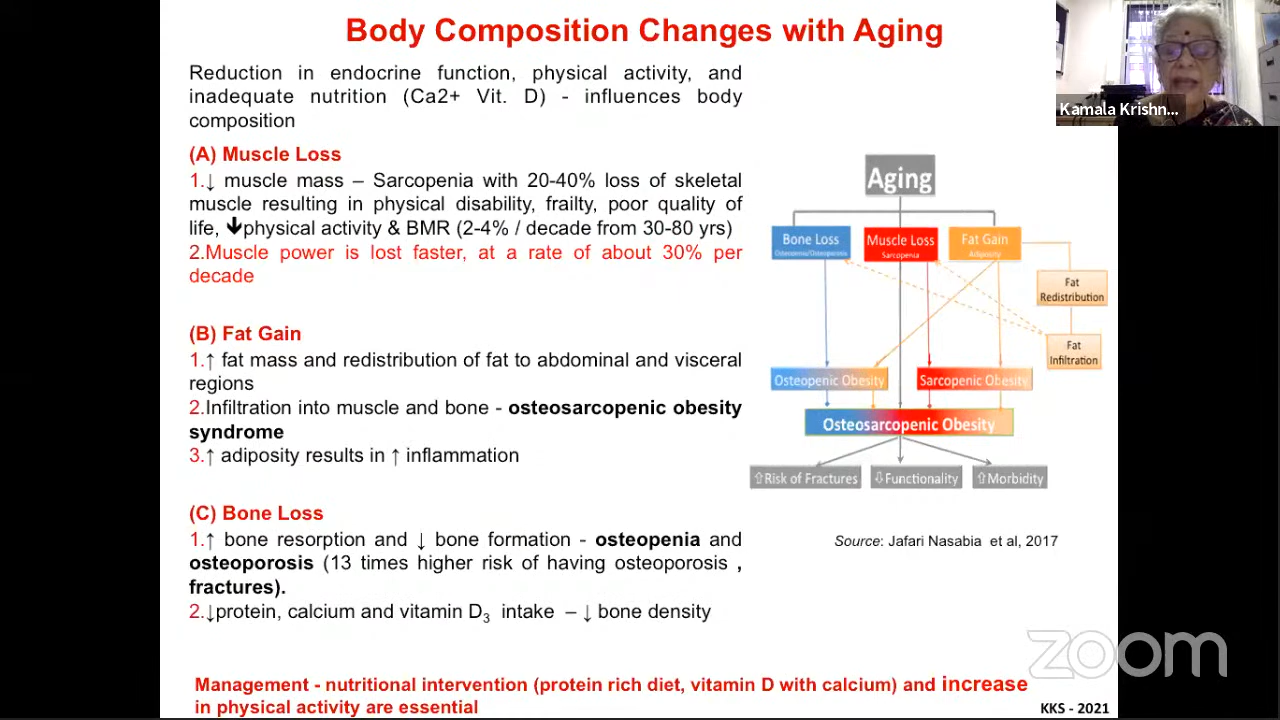 Body Composition Changes with Aging
Reduction in endocrine function, physical activity, and
inadequate nutrition (Ca2+ Vit. D) - influences body
composition
(A) Muscle Loss
1.↓ muscle mass – Sarcopenia with 20-40% loss of skeletal
muscle resulting in physical disability, frailty, poor quality of
life, 🡻physical activity & BMR (2-4% / decade from 30-80 yrs)
2.Muscle power is lost faster, at a rate of about 30% per
decade
(B) Fat Gain
1.↑ fat mass and redistribution of fat to abdominal and visceral
regions
2.Infiltration into muscle and bone - osteosarcopenic obesity
syndrome
3.↑ adiposity results in ↑ inflammation
(C) Bone Loss
1.↑ bone resorption and ↓ bone formation - osteopenia and
osteoporosis (13 times higher risk of having osteoporosis ,
fractures).
2.↓protein, calcium and vitamin D₃ intake – ↓ bone density
Management - nutritional intervention (protein rich diet, vitamin D with calcium) and increase
in physical activity are essential
Aging
Bone Loss
Osteopenia/Osteoporosis
Muscle Loss
Sarcopenia
Fat Gain
Adiposity
Fat
Redistribution
Fat
Infiltration
Osteopenic Obesity
Sarcopenic Obesity
Osteosarcopenic Obesity
⇧Risk of Fractures
⇩Functionality
⇧Morbidity
Source: Jafari Nasabia et al, 2017
KKS - 2021
Kamala Krishn...
zoom